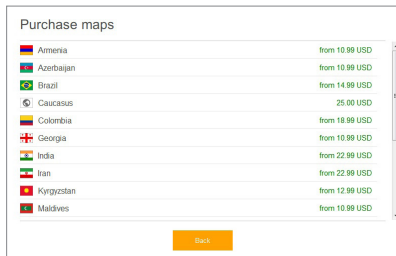 Purchase maps
Armenia from 10.99 USD
Azerbaijan from 10.99 USD
Brazil from 14.99 USD
Caucasus 25.00 USD
Colombia from 18.99 USD
Georgia from 10.99 USD
India from 22.99 USD
Iran from 22.99 USD
Kyrgyzstan from 12.99 USD
Maldives from 10.99 USD
Back